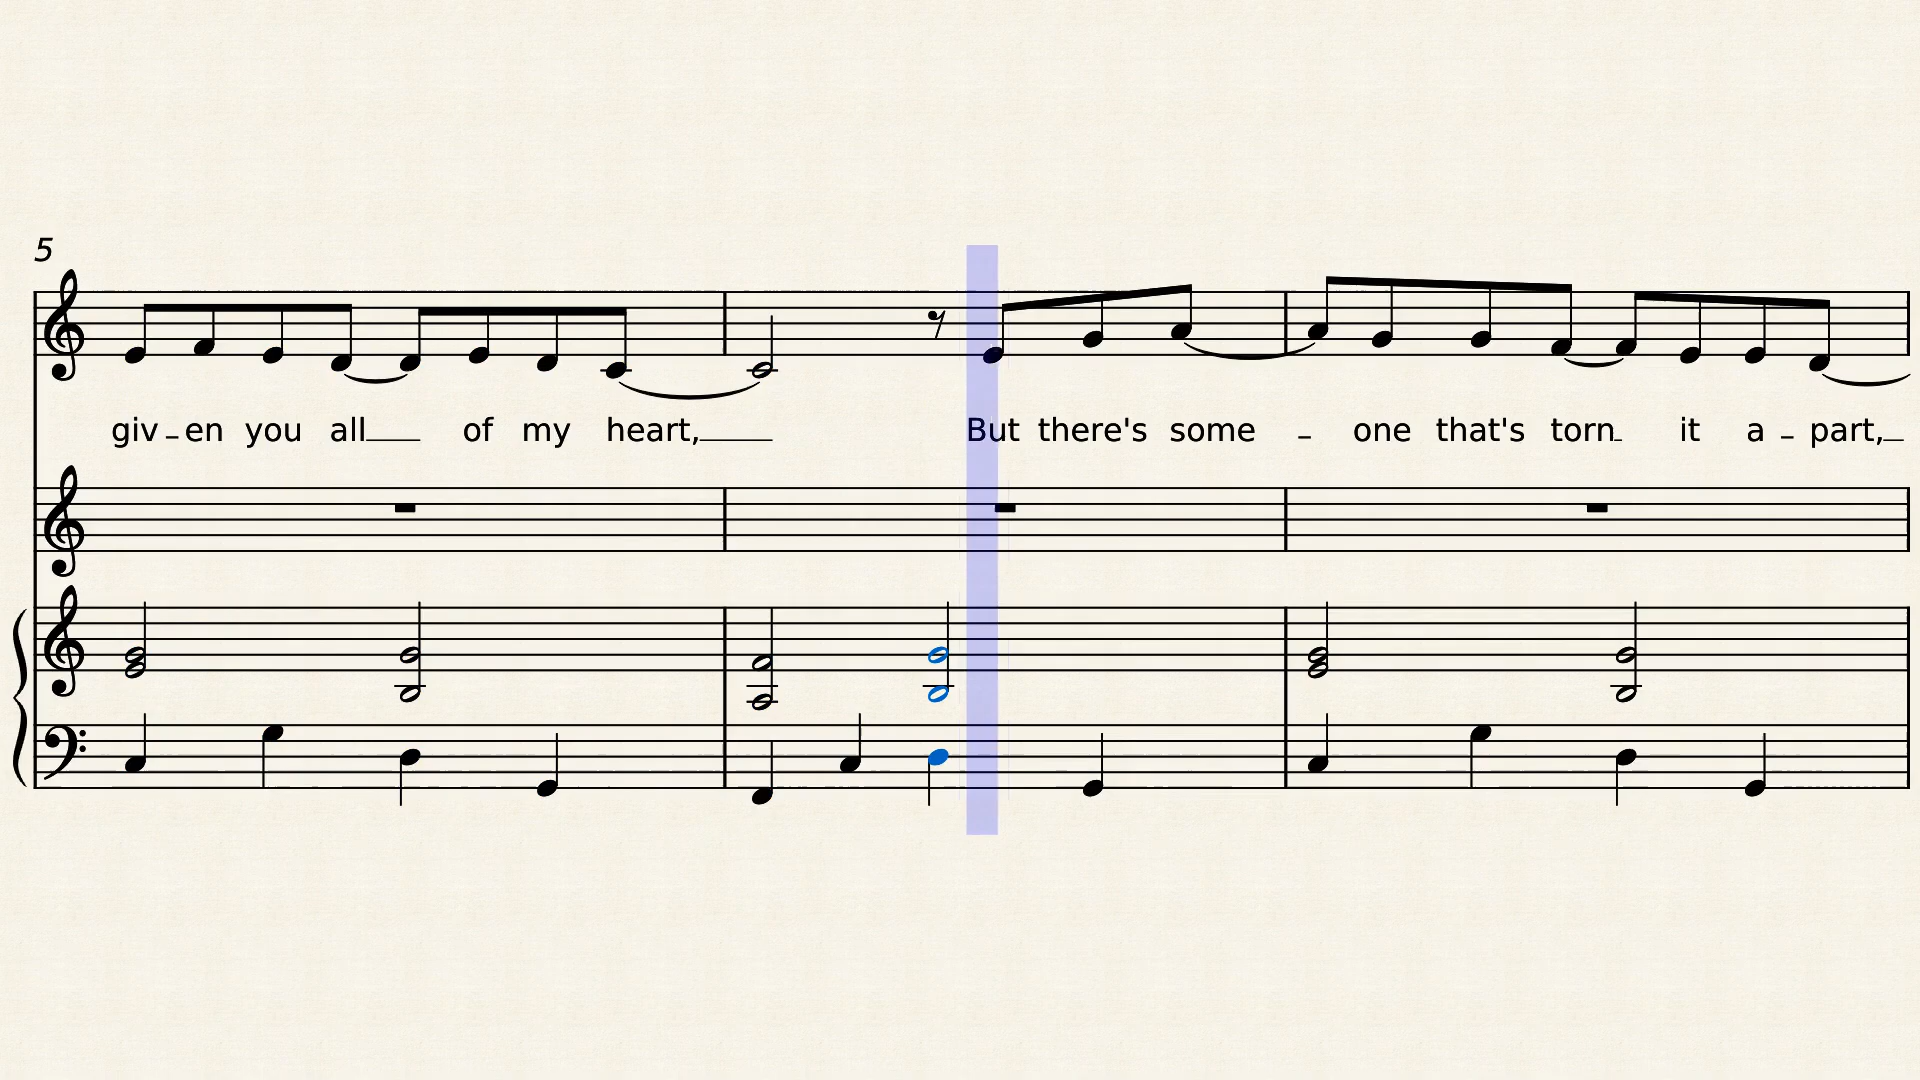 5
giv - en you all of my heart, But there's some - one that's torn it a - part,